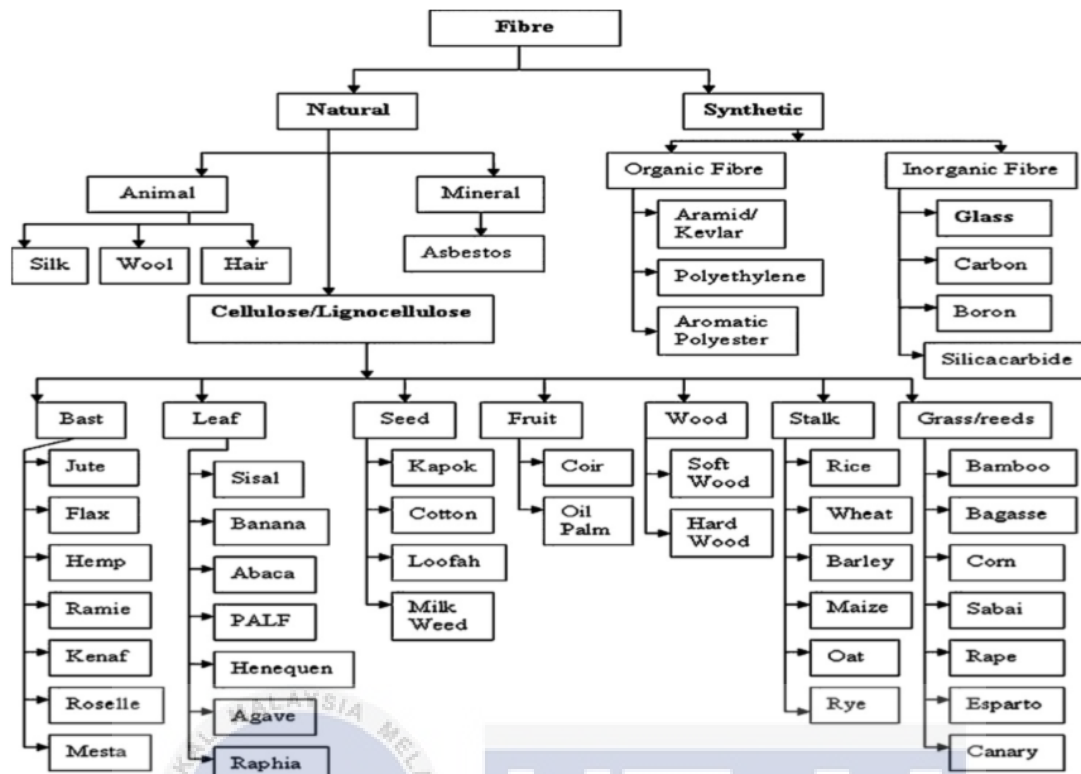 Fibre
Natural
Synthetic
Animal
Mineral
Organic Fibre
Inorganic Fibre
Silk
Wool
Hair
Asbestos
Aramid/
Kevlar
Polyethylene
Aromatic
Polyester
Glass
Carbon
Boron
Silicacarbide
Cellulose/Lignocellulose
Bast
Jute
Flax
Hemp
Ramie
Kenaf
Roselle
Mesta
Leaf
Sisal
Banana
Abaca
PALF
Henequen
Agave
Raphia
Seed
Kapok
Cotton
Loofah
Milk
Weed
Fruit
Coir
Oil
Palm
Wood
Soft
Wood
Hard
Wood
Stalk
Rice
Wheat
Barley
Maize
Oat
Rye
Grass/reeds
Bamboo
Bagasse
Corn
Sabai
Rape
Esparto
Canary
MALAYSIA